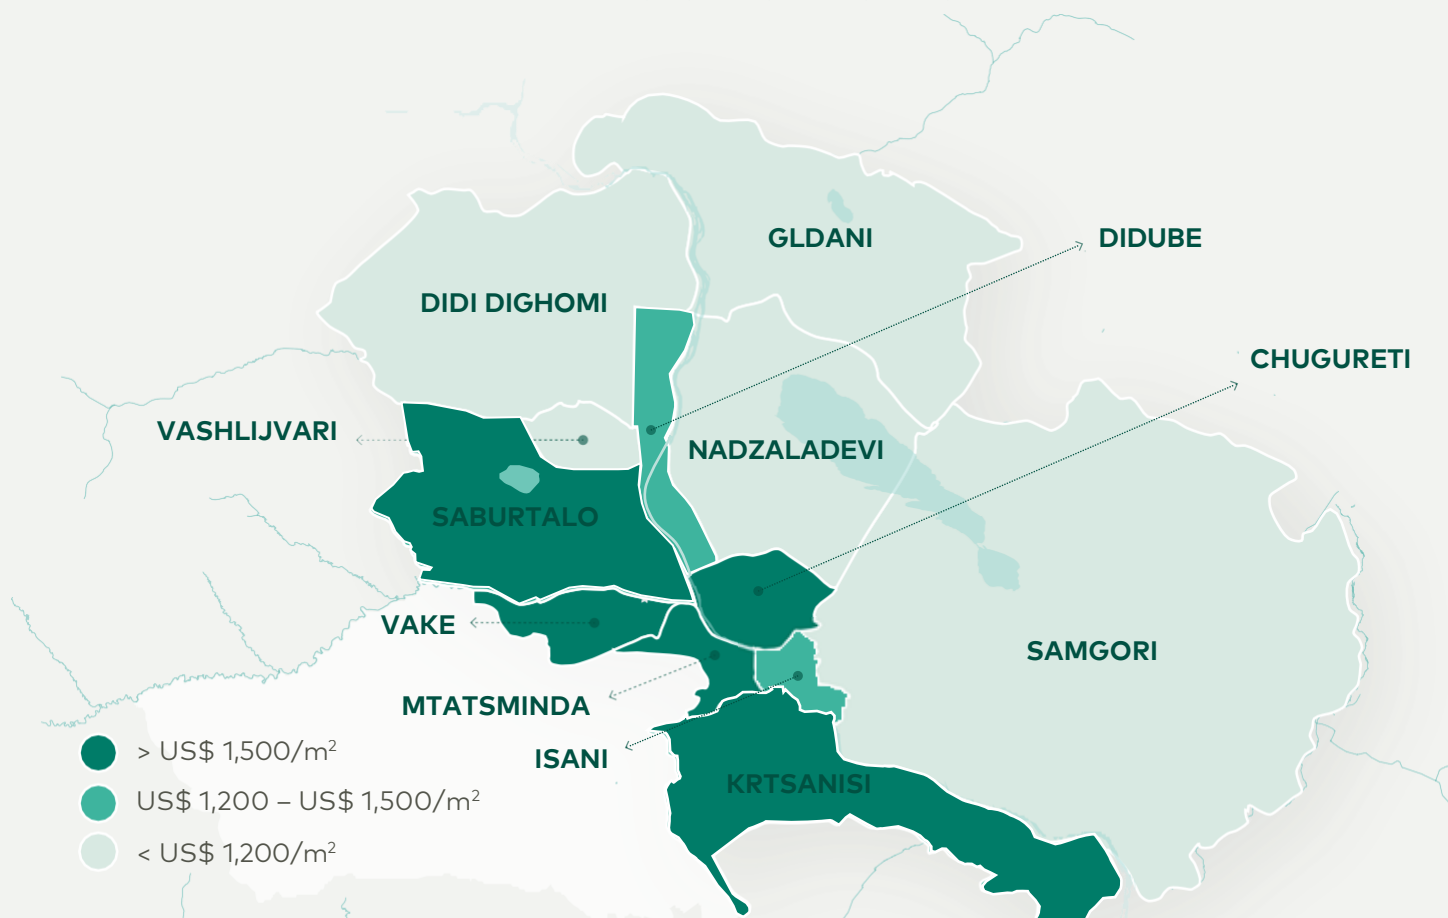 GLDANI
DIDUBE
DIDI DIGHOMI
CHUGURETI
VASHLIJVARI
NADZALADEVI
SABURTALO
VAKE
SAMGORI
MTATSMINDA
ISANI
KRTSANISI
> US$ 1,500/m²
US$ 1,200 – US$ 1,500/m²
< US$ 1,200/m²